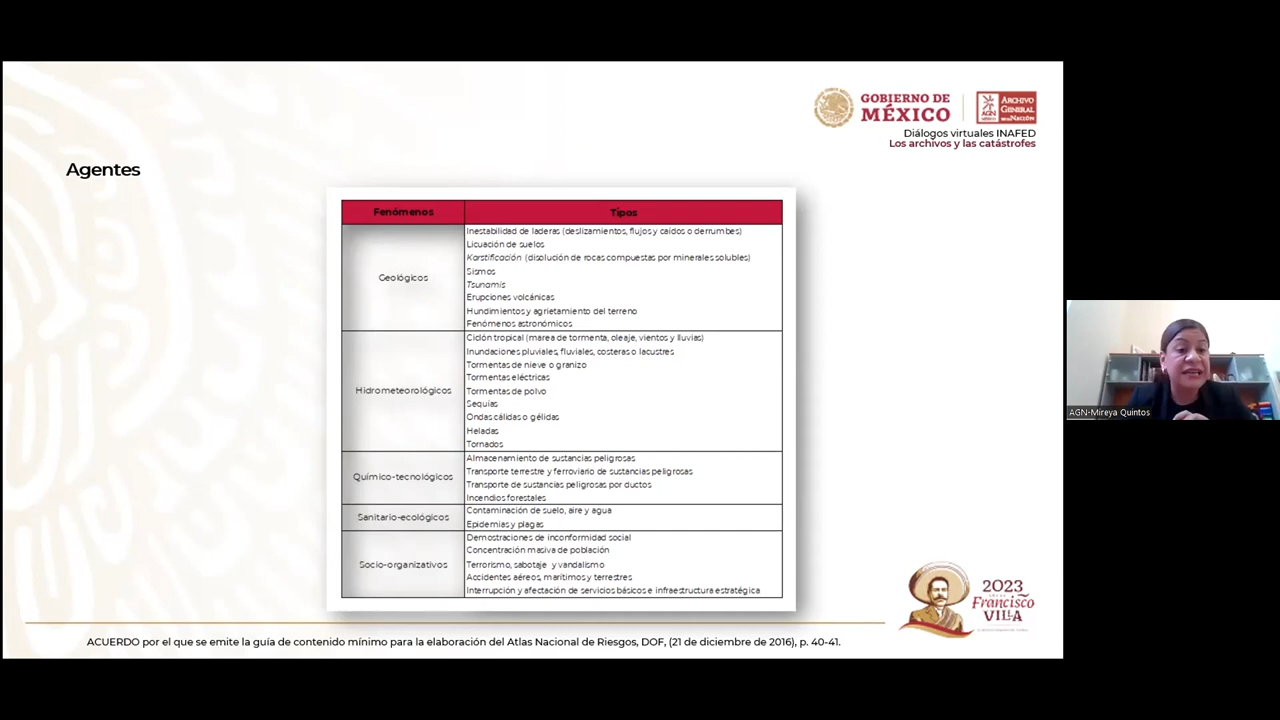 GOBIERNO DE
MÉXICO
AGN
MÉXICO
ARCHIVO
GENERAL
DE LA NACIÓN
Diálogos virtuales INAFED
Los archivos y las catástrofes
Agentes
Fenómenos
Tipos
Geológicos
Inestabilidad de laderas (deslizamientos, flujos y caídos o derrumbes)
Licuación de suelos
Karstificación (disolución de rocas compuestas por minerales solubles)
Sismos
Tsunamis
Erupciones volcánicas
Hundimientos y agrietamiento del terreno
Fenómenos astronómicos
Hidrometeorológicos
Ciclón tropical (marea de tormenta, oleaje, vientos y lluvias)
Inundaciones pluviales, fluviales, costeras o lacustres
Tormentas de nieve o granizo
Tormentas eléctricas
Tormentas de polvo
Sequías
Ondas cálidas o gélidas
Heladas
Tornados
Químico-tecnológicos
Almacenamiento de sustancias peligrosas
Transporte terrestre y ferroviario de sustancias peligrosas
Transporte de sustancias peligrosas por ductos
Incendios forestales
Sanitario-ecológicos
Contaminación de suelo, aire y agua
Epidemias y plagas
Socio-organizativos
Demostraciones de inconformidad social
Concentración masiva de población
Terrorismo, sabotaje y vandalismo
Accidentes aéreos, marítimos y terrestres
Interrupción y afectación de servicios básicos e infraestructura estratégica
AGN-Mireya Quintos
2023
Francisco
VILLA
ACUERDO por el que se emite la guía de contenido mínimo para la elaboración del Atlas Nacional de Riesgos, DOF, (21 de diciembre de 2016), p. 40-41.